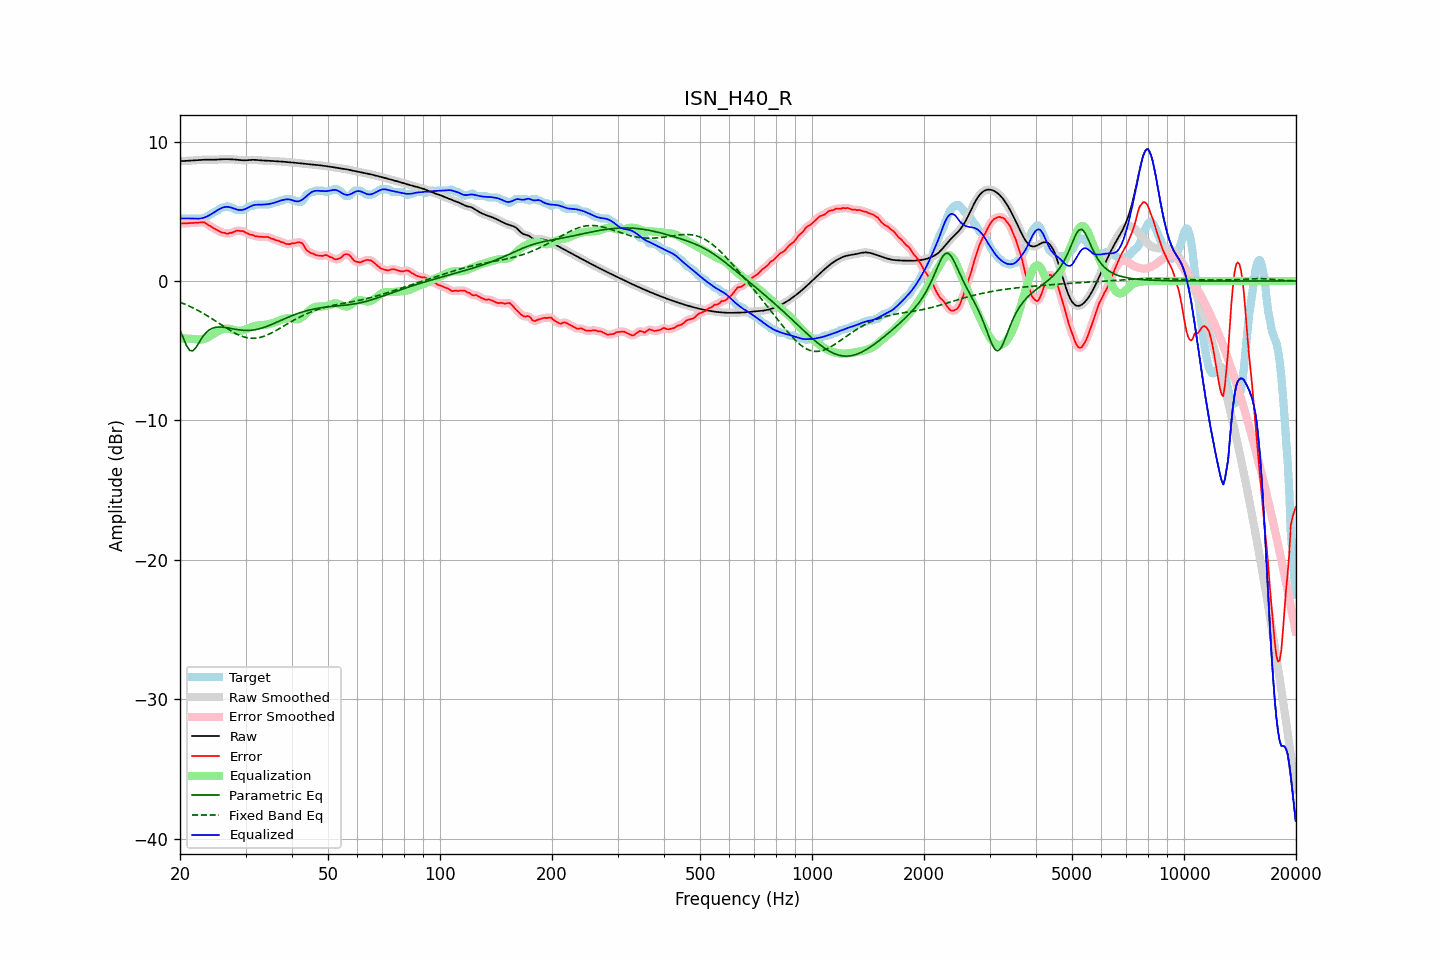 ISN_H40_R
10
0
−10
−20
−30
−40
Amplitude (dBr)
Target
Raw Smoothed
Error Smoothed
Raw
Error
Equalization
Parametric Eq
Fixed Band Eq
Equalized
20 50 100 200 500 1000 2000 5000 10000 20000
Frequency (Hz)